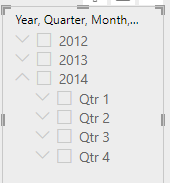 Year, Quarter, Month,...
2012
2013
2014
Qtr 1
Qtr 2
Qtr 3
Qtr 4